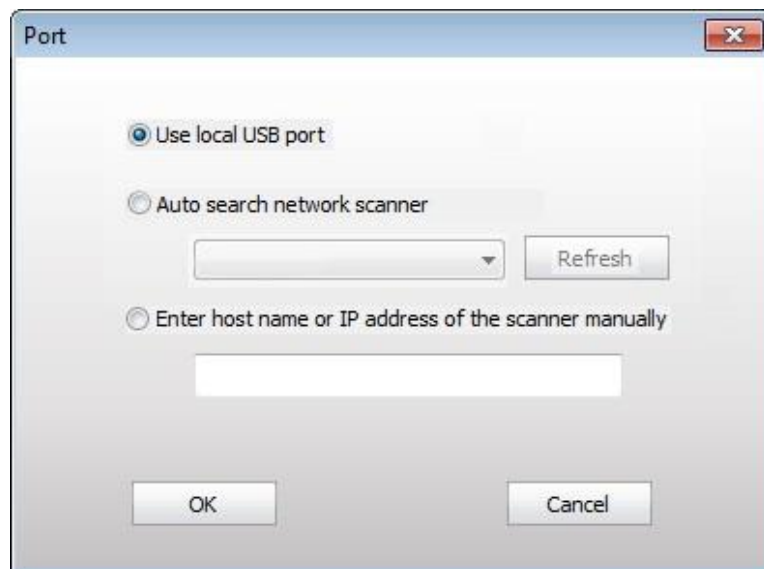 Port
Use local USB port
Auto search network scanner
Refresh
Enter host name or IP address of the scanner manually
OK
Cancel